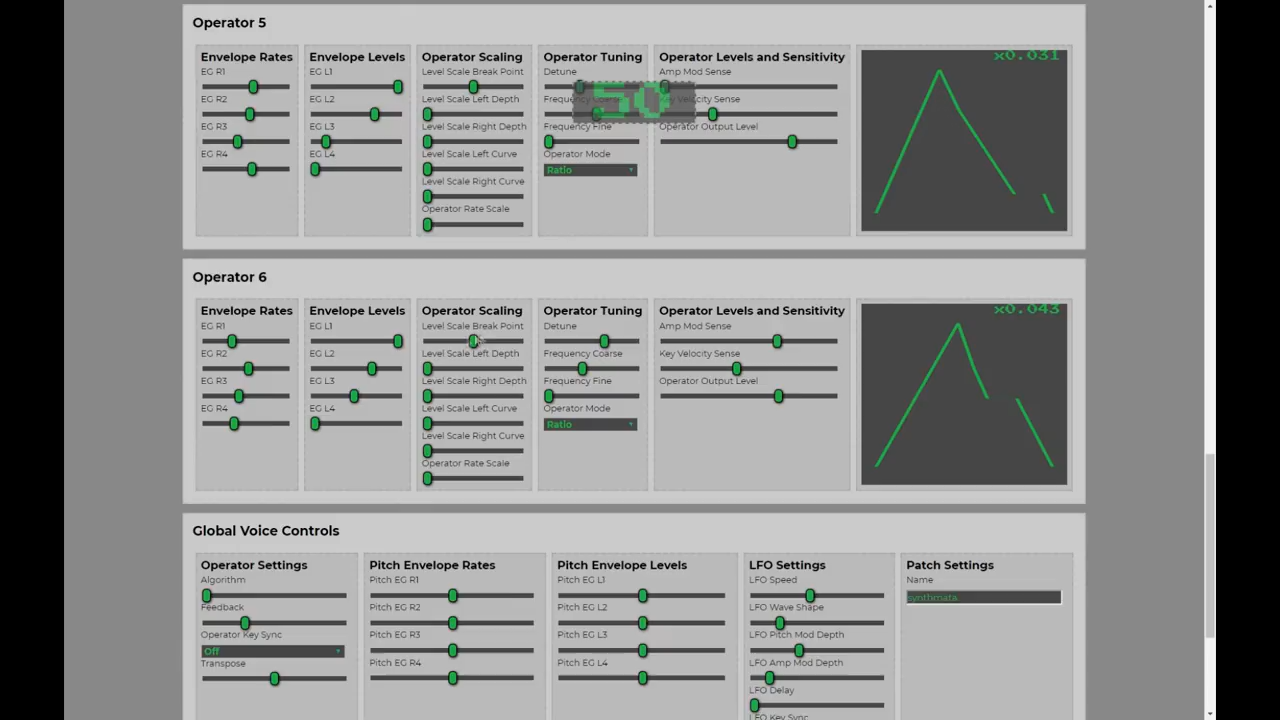 Operator 5
Envelope Rates
EG R1
EG R2
EG R3
EG R4
Envelope Levels
EG L1
EG L2
EG L3
EG L4
Operator Scaling
Level Scale Break Point
Level Scale Left Depth
Level Scale Right Depth
Level Scale Left Curve
Level Scale Right Curve
Operator Rate Scale
Operator Tuning
Detune
Frequency Coarse
Frequency Fine
Operator Mode
Ratio
50
Operator Levels and Sensitivity
Amp Mod Sense
Key Velocity Sense
Operator Output Level
x0.031
Operator 6
Envelope Rates
EG R1
EG R2
EG R3
EG R4
Envelope Levels
EG L1
EG L2
EG L3
EG L4
Operator Scaling
Level Scale Break Point
Level Scale Left Depth
Level Scale Right Depth
Level Scale Left Curve
Level Scale Right Curve
Operator Rate Scale
Operator Tuning
Detune
Frequency Coarse
Frequency Fine
Operator Mode
Ratio
Operator Levels and Sensitivity
Amp Mod Sense
Key Velocity Sense
Operator Output Level
x0.043
Global Voice Controls
Operator Settings
Algorithm
Feedback
Operator Key Sync
Off
Transpose
Pitch Envelope Rates
Pitch EG R1
Pitch EG R2
Pitch EG R3
Pitch EG R4
Pitch Envelope Levels
Pitch EG L1
Pitch EG L2
Pitch EG L3
Pitch EG L4
LFO Settings
LFO Speed
LFO Wave Shape
LFO Pitch Mod Depth
LFO Amp Mod Depth
LFO Delay
LFO Key Sync
Patch Settings
Name
synthmata